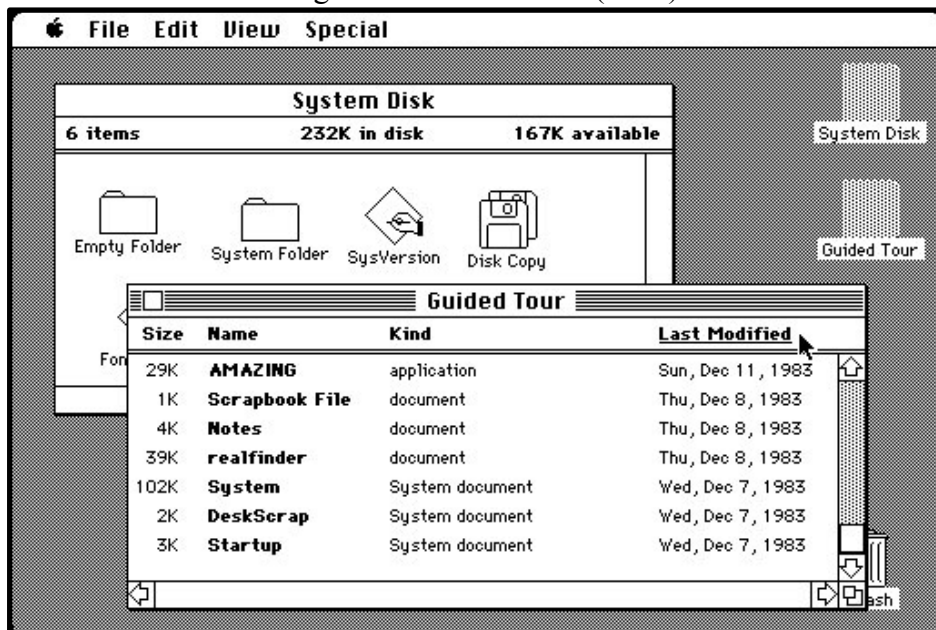 File Edit View Special
System Disk
6 items 232K in disk 167K available
System Disk
Empty Folder System Folder SysVersion Disk Copy
Guided Tour
Guided Tour
Size Name Kind Last Modified
Fon
29K AMAZING application Sun, Dec 11, 1983
1K Scrapbook File document Thu, Dec 8, 1983
4K Notes document Thu, Dec 8, 1983
39K realfinder document Thu, Dec 8, 1983
102K System System document Wed, Dec 7, 1983
2K DeskScrap System document Wed, Dec 7, 1983
3K Startup System document Wed, Dec 7, 1983
ash